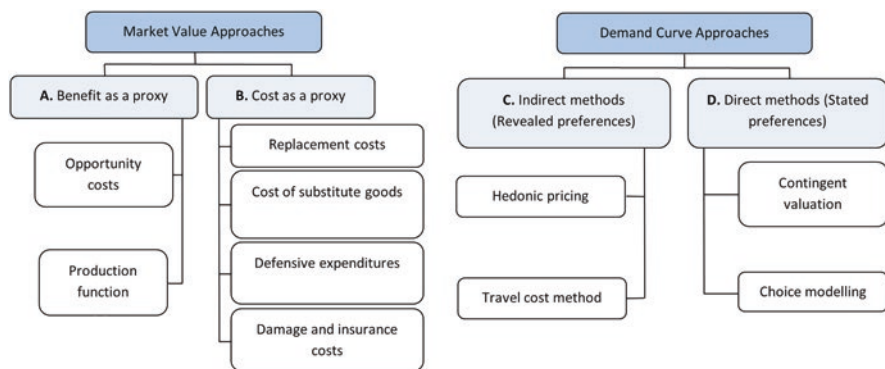 Market Value Approaches
A. Benefit as a proxy
B. Cost as a proxy
Opportunity
costs
Production
function
Replacement costs
Cost of substitute goods
Defensive expenditures
Damage and insurance
costs
Demand Curve Approaches
C. Indirect methods
(Revealed preferences)
D. Direct methods (Stated
preferences)
Hedonic pricing
Travel cost method
Contingent
valuation
Choice modelling